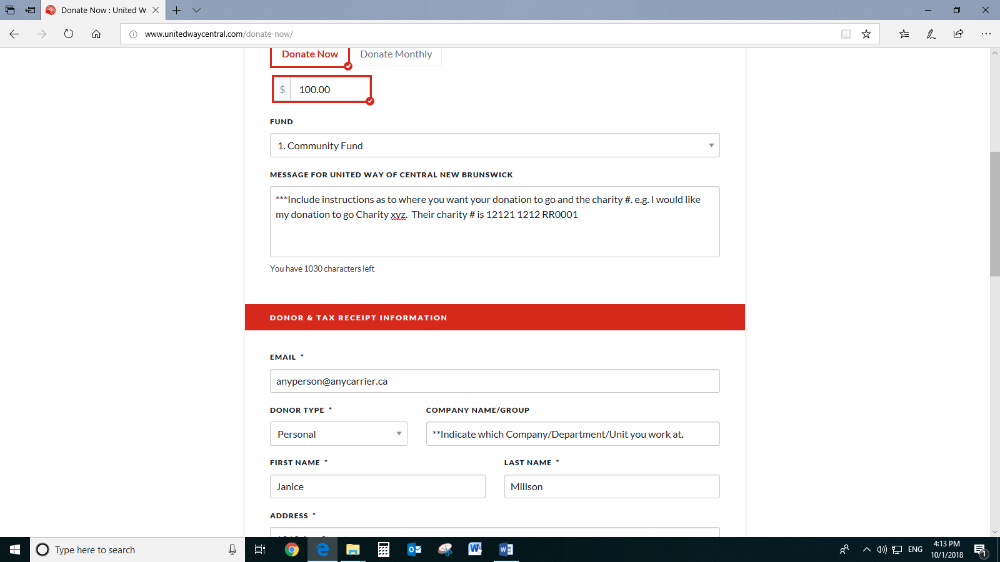 Donate Now : United W
www.unitedwaycentral.com/donate-now/
Donate Now Donate Monthly
$ 100.00
FUND
1. Community Fund
MESSAGE FOR UNITED WAY OF CENTRAL NEW BRUNSWICK
***Include instructions as to where you want your donation to go and the charity #. e.g. I would like
my donation to go Charity xyz.  Their charity # is 12121 1212 RR0001
You have 1030 characters left
DONOR & TAX RECEIPT INFORMATION
EMAIL *
anyperson@anycarrier.ca
DONOR TYPE * COMPANY NAME/GROUP
Personal **Indicate which Company/Department/Unit you work at.
FIRST NAME * LAST NAME *
Janice Millson
ADDRESS *
Type here to search
ENG
4:13 PM
10/1/2018
1